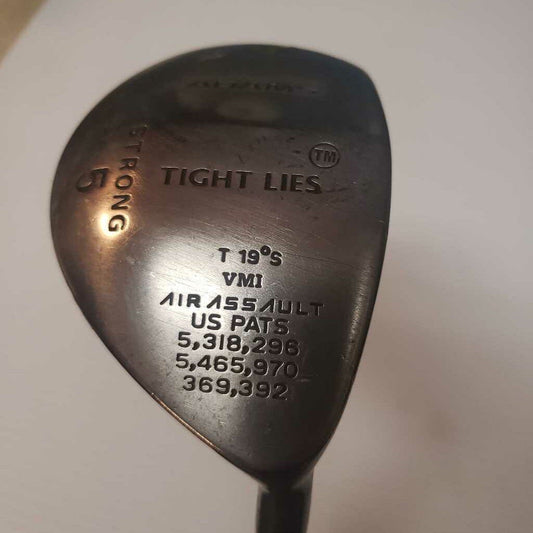 TIGHT LIES TM
STRONG
5
T 19°S
VMI
AIR ASSAULT
US PATS
5,318,296
5,465,970
369,392